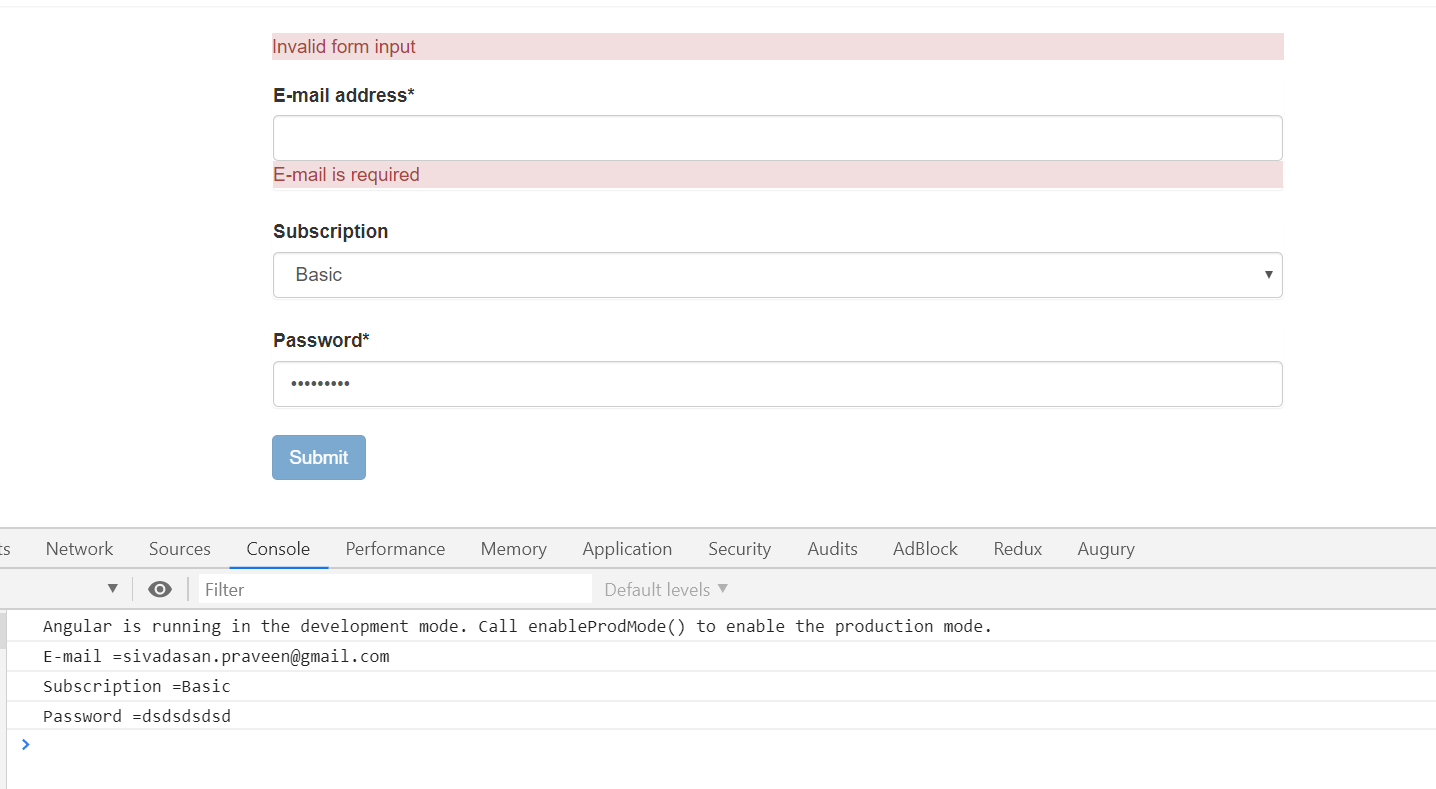 Invalid form input
E-mail address*
E-mail is required
Subscription
Basic
Password*
•••••••••
Submit
ts Network Sources Console Performance Memory Application Security Audits AdBlock Redux Augury
Filter Default levels
Angular is running in the development mode. Call enableProdMode() to enable the production mode.
E-mail =sivadasan.praveen@gmail.com
Subscription =Basic
Password =dsdsdsdsd